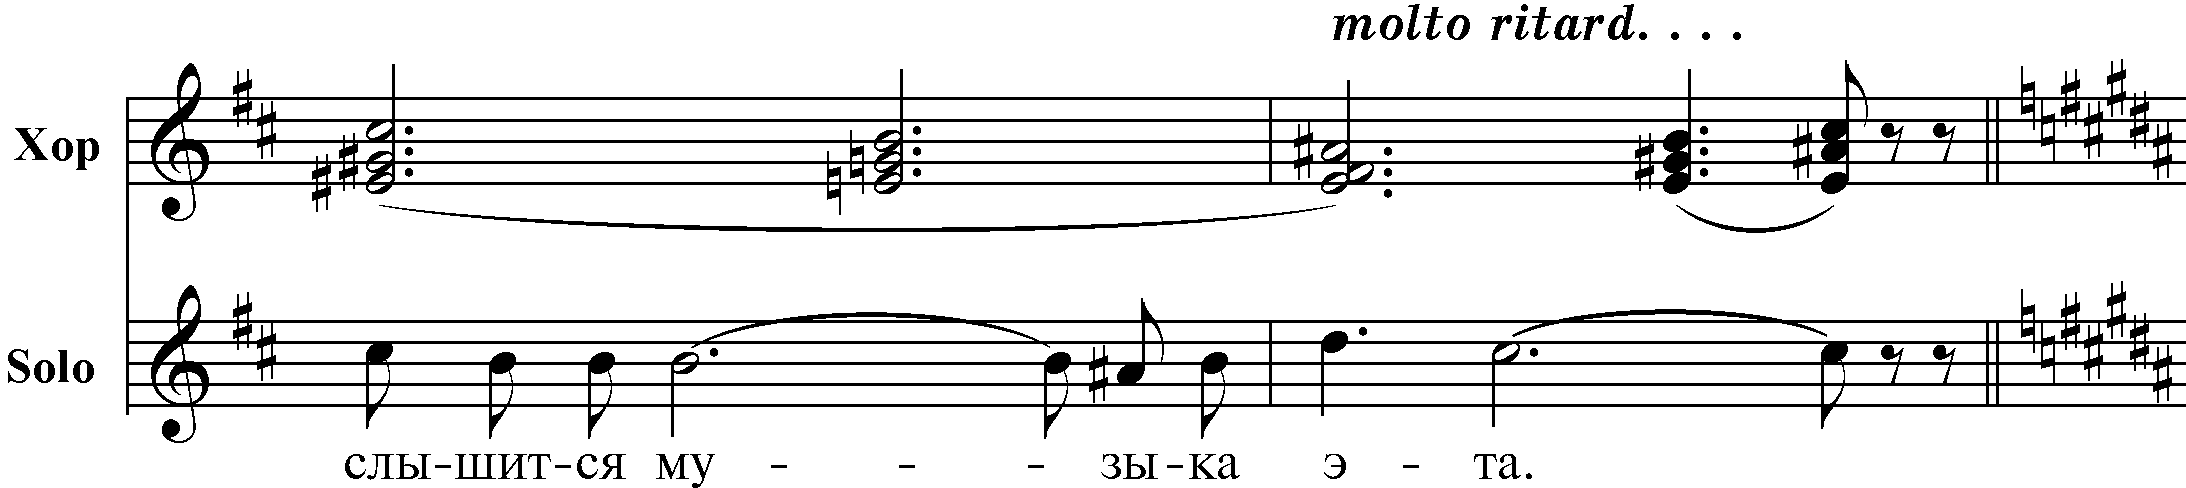 molto ritard. . . .
Хор
Solo
слы-шит-ся му - - - зы-ка э - та.